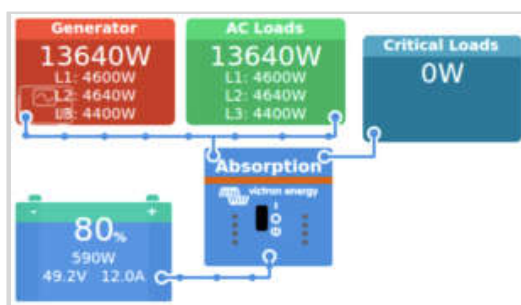 Generator
13640W
L1: 4600W
L2: 4640W
L3: 4400W
AC Loads
13640W
L1: 4600W
L2: 4640W
L3: 4400W
Critical Loads
0W
Absorption
victron energy
I
O
- +
80%
590W
49.2V 12.0A